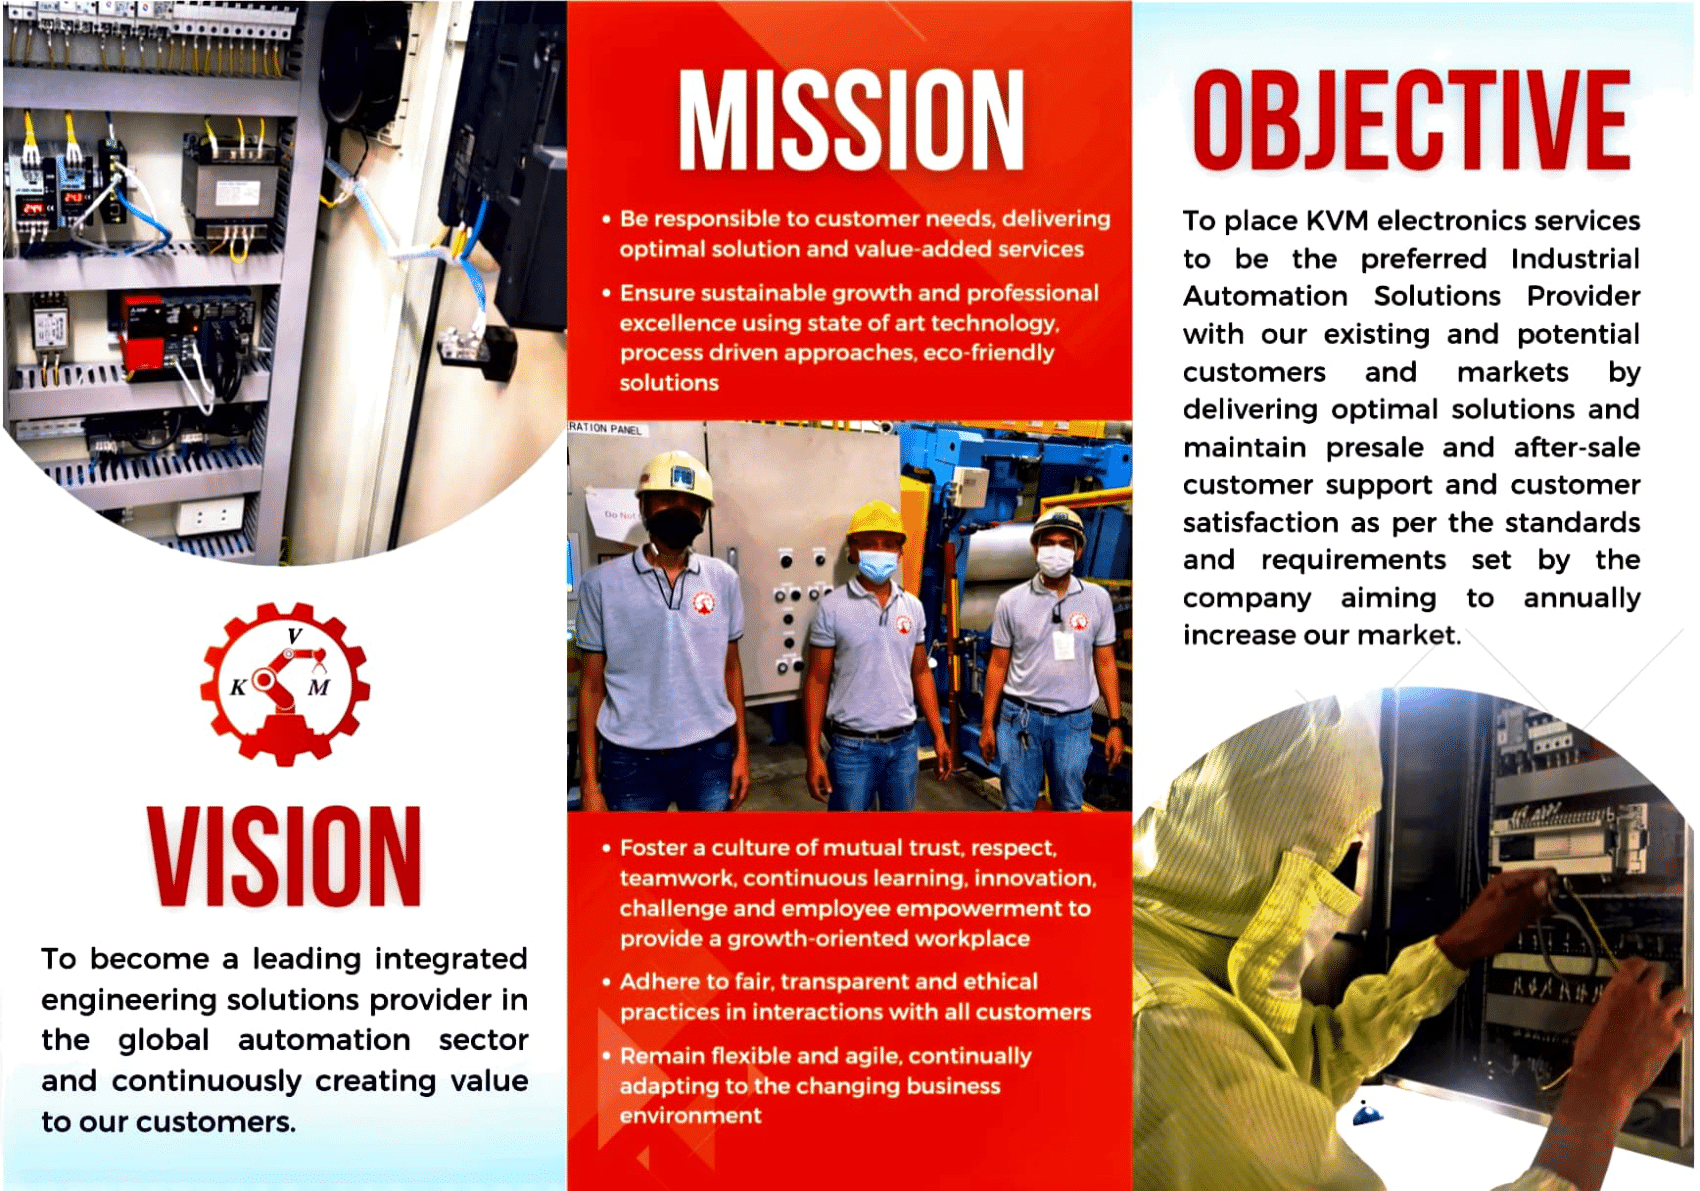 V
K
M
VISION
To become a leading integrated
engineering solutions provider in
the global automation sector
and continuously creating value
to our customers.
MISSION
• Be responsible to customer needs, delivering
optimal solution and value-added services
• Ensure sustainable growth and professional
excellence using state of art technology,
process driven approaches, eco-friendly
solutions
RATION PANEL
Do Not
• Foster a culture of mutual trust, respect,
teamwork, continuous learning, innovation,
challenge and employee empowerment to
provide a growth-oriented workplace
• Adhere to fair, transparent and ethical
practices in interactions with all customers
• Remain flexible and agile, continually
adapting to the changing business
environment
OBJECTIVE
To place KVM electronics services
to be the preferred Industrial
Automation Solutions Provider
with our existing and potential
customers and markets by
delivering optimal solutions and
maintain presale and after-sale
customer support and customer
satisfaction as per the standards
and requirements set by the
company aiming to annually
increase our market.